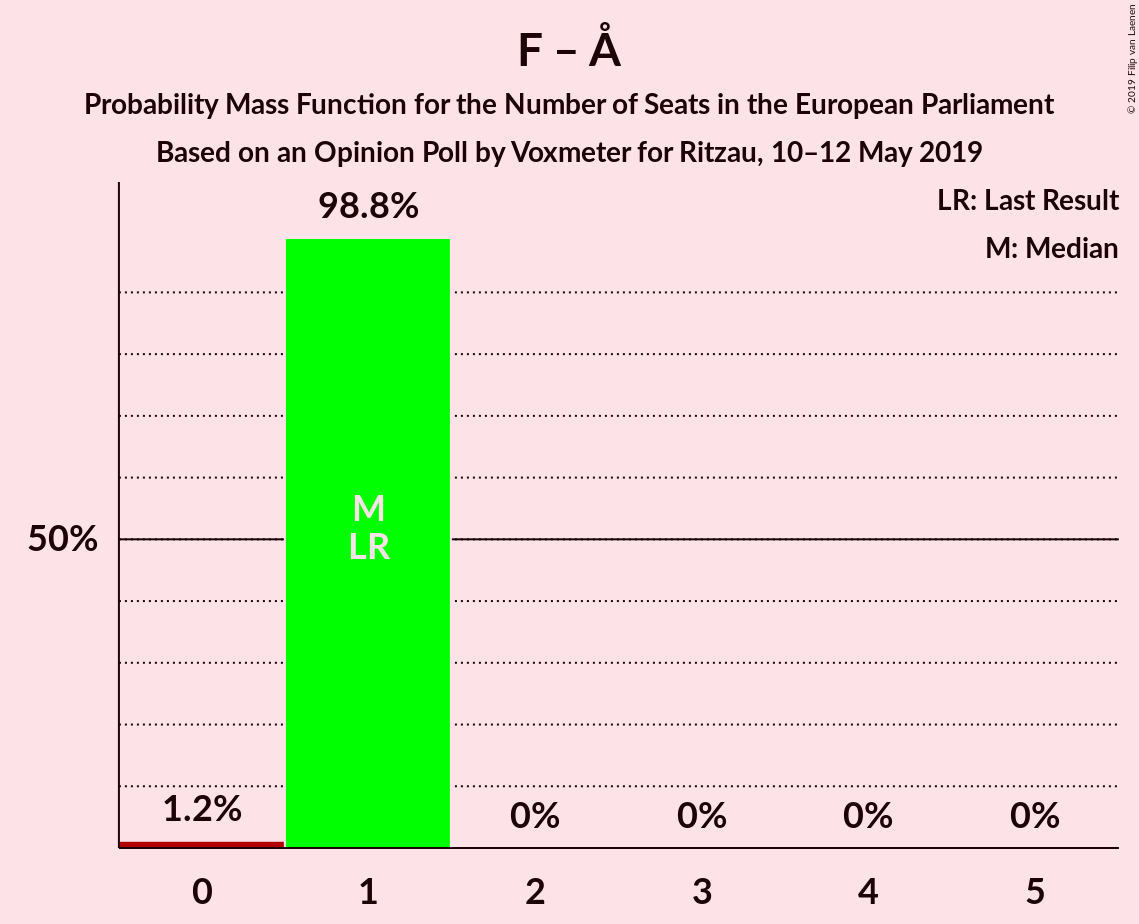 F – Å
Probability Mass Function for the Number of Seats in the European Parliament
Based on an Opinion Poll by Voxmeter for Ritzau, 10–12 May 2019
© 2019 Filip van Laenen
LR: Last Result
M: Median
98.8%
M
LR
50%
1.2%
0%
0%
0%
0%
0
1
2
3
4
5